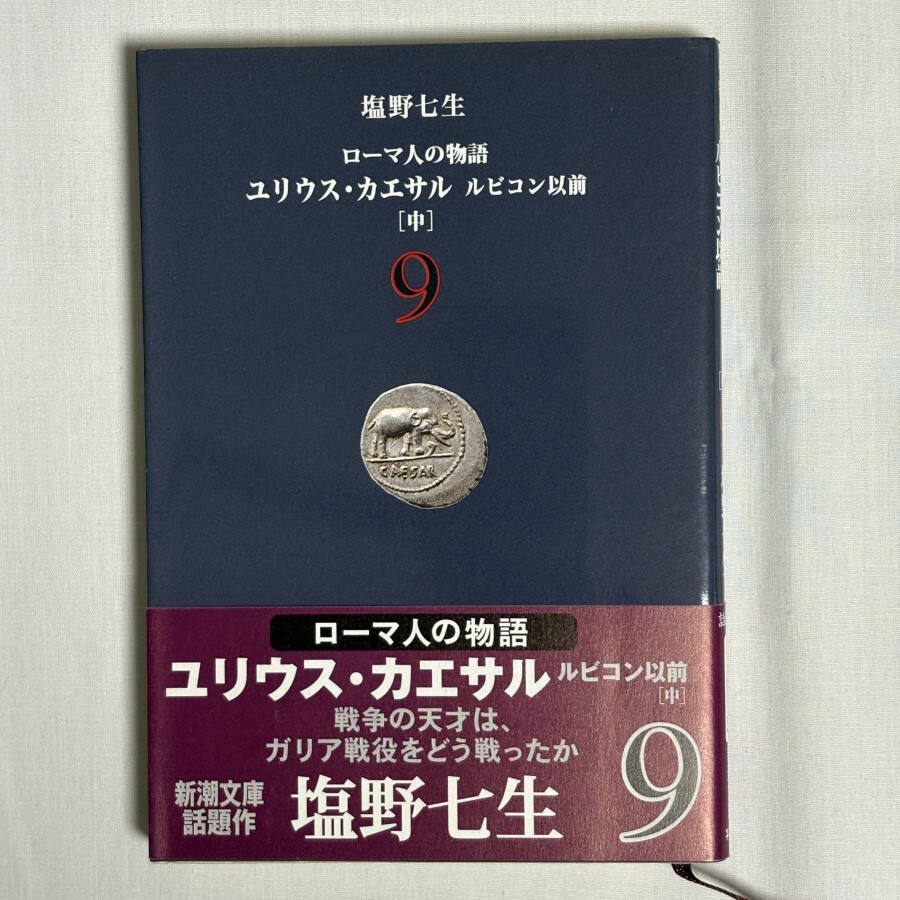 塩野七生
ローマ人の物語
ユリウス・カエサル ルビコン以前
[中]
9
CAESAR
ローマ人の物語
ユリウス・カエサル ルビコン以前
[中]
戦争の天才は、
ガリア戦役をどう戦ったか
9
新潮文庫
話題作
塩野七生